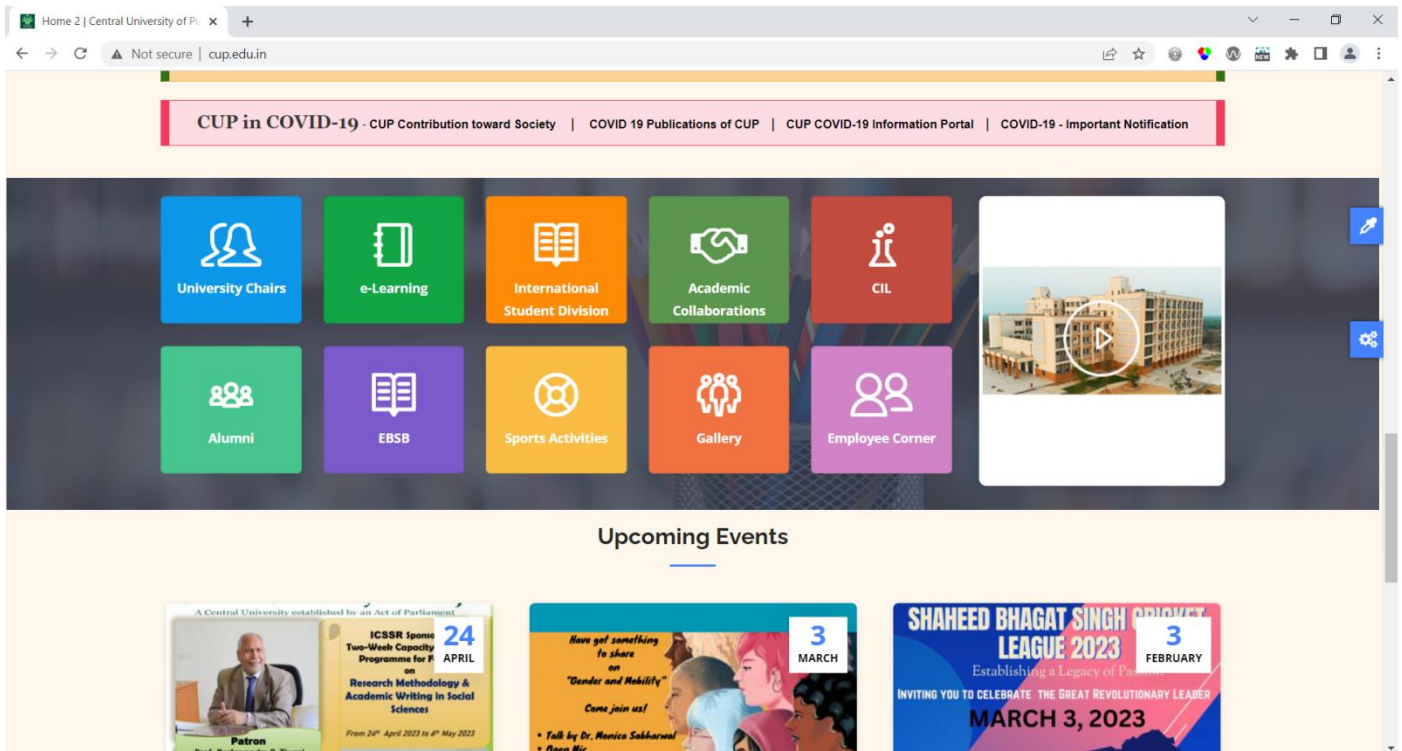 Home 2 | Central University of Pu
Not secure | cup.edu.in
NEW
CUP in COVID-19 - CUP Contribution toward Society | COVID 19 Publications of CUP | CUP COVID-19 Information Portal | COVID-19 - Important Notification
University Chairs
e-Learning
International
Student Division
Academic
Collaborations
CIL
Alumni
EBSB
Sports Activities
Gallery
Employee Corner
Upcoming Events
A Central University established by an Act of Parliament
ICSSR Sponso
Two-Week Capacity
Programme for F
on
Research Methodology &
Academic Writing in Social
Sciences
From 24th April 2023 to 6th May 2023
Patron
24
APRIL
Have got something
to share
on
"Gender and Mobility"
Come join us!
• Talk by Dr. Monica Sabharwal
• Open Mic
3
MARCH
SHAHEED BHAGAT SINGH CRICKET
LEAGUE 2023
Establishing a Legacy of Pa
INVITING YOU TO CELEBRATE THE GREAT REVOLUTIONARY LEADER
MARCH 3, 2023
3
FEBRUARY